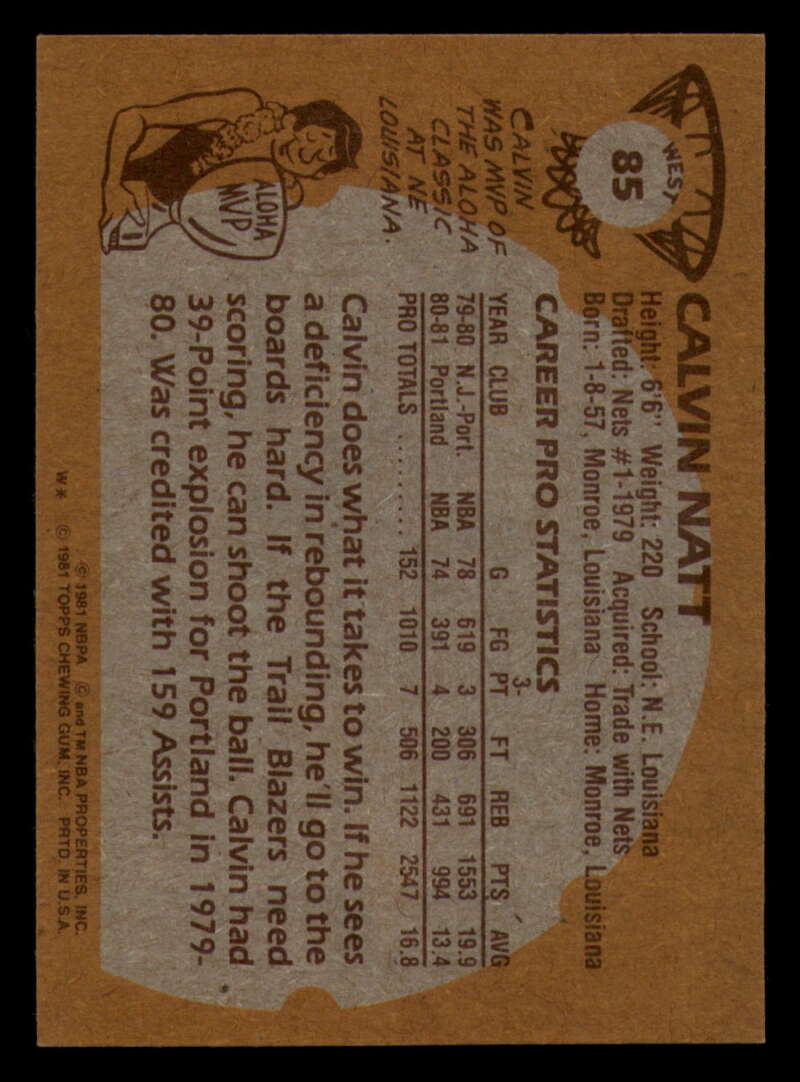 WEST
85
CALVIN NATT
Height: 6'6" Weight: 220 School: N.E. Louisiana
Drafted: Nets #1-1979 Acquired: Trade with Nets
Born: 1-8-57, Monroe, Louisiana Home: Monroe, Louisiana
CALVIN
WAS MVP OF
THE ALOHA
CLASSIC
AT NE
LOUISIANA.
ALOHA
MVP
1
CAREER PRO STATISTICS
YEAR CLUB G FG 3-PT FT REB PTS AVG
79-80 N.J.-Port. NBA 78 619 3 306 691 1553 19.9
80-81 Portland NBA 74 391 4 200 431 994 13.4
PRO TOTALS .......... 152 1010 7 506 1122 2547 16.8
Calvin does what it takes to win. If he sees
a deficiency in rebounding, he'll go to the
boards hard. If the Trail Blazers need
scoring, he can shoot the ball. Calvin had
39-Point explosion for Portland in 1979-
80. Was credited with 159 Assists.
© 1981 NBPA © and TM NBA PROPERTIES, INC.
W* © 1981 TOPPS CHEWING GUM, INC. PRTD. IN U.S.A.